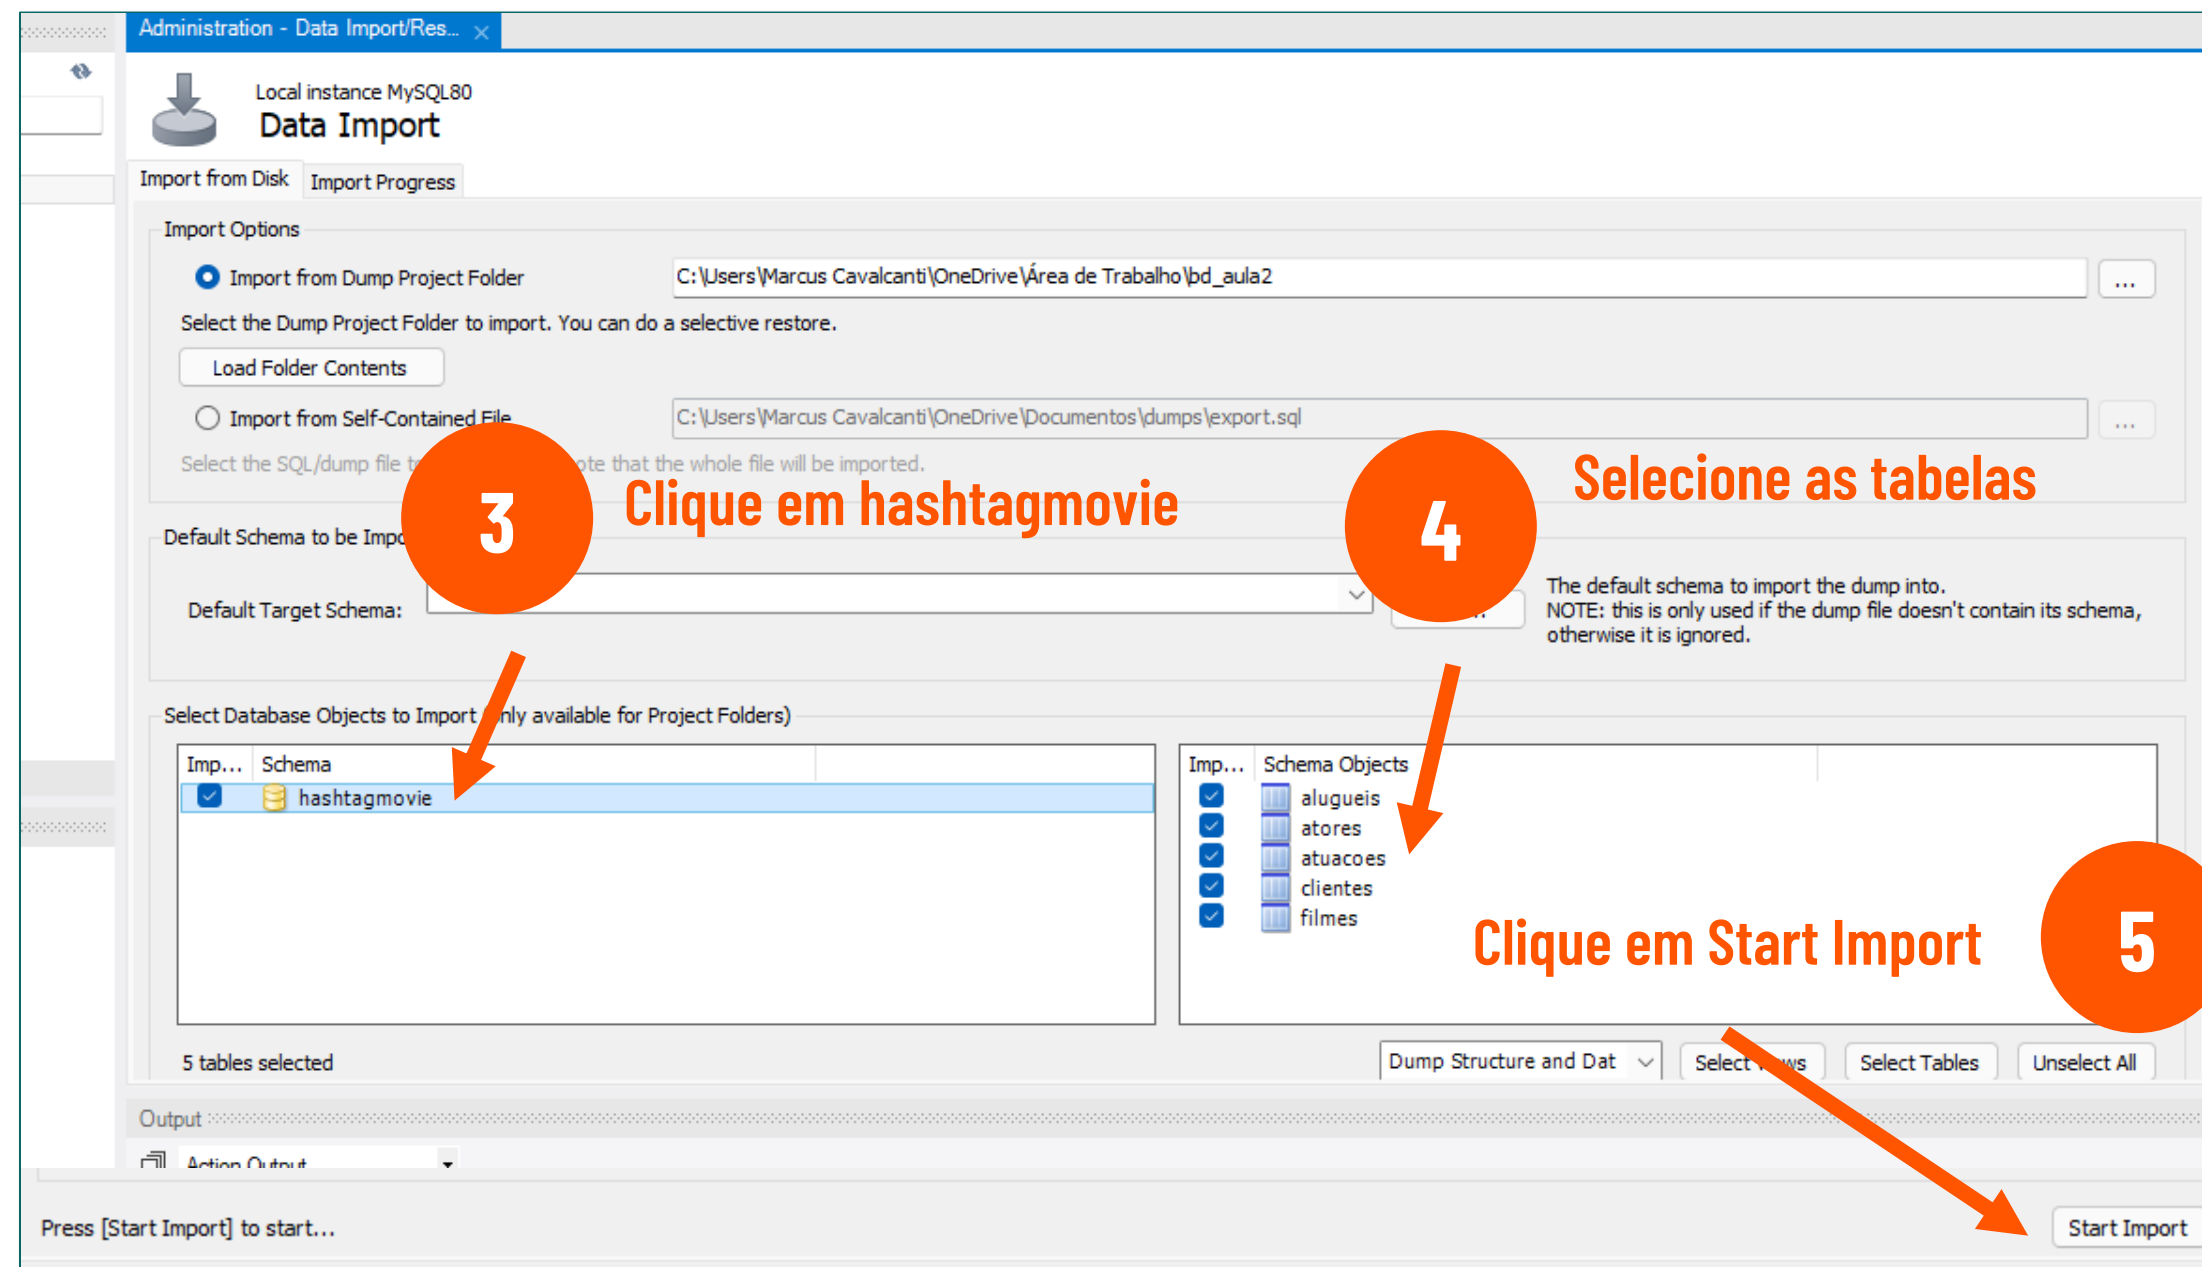 Administration - Data Import/Res...
Local instance MySQL80
Data Import
Import from Disk
Import Progress
Import Options
Import from Dump Project Folder
C:\Users\Marcus Cavalcanti\OneDrive\Área de Trabalho\bd_aula2
...
Select the Dump Project Folder to import. You can do a selective restore.
Load Folder Contents
Import from Self-Contained File
C:\Users\Marcus Cavalcanti\OneDrive\Documentos\dumps\export.sql
...
Select the SQL/dump file that the whole file will be imported.
3
Clique em hashtagmovie
4
Selecione as tabelas
Default Schema to be
Default Target Schema:
The default schema to import the dump into.
NOTE: this is only used if the dump file doesn't contain its schema,
otherwise it is ignored.
Select Database Objects to Import only available for Project Folders)
Imp... Schema
hashtagmovie
Imp... Schema Objects
alugueis
atores
atuacoes
clientes
filmes
Clique em Start Import
5
5 tables selected
Dump Structure and Dat
Select Views
Select Tables
Unselect All
Output
Action Output
Press [Start Import] to start...
Start Import